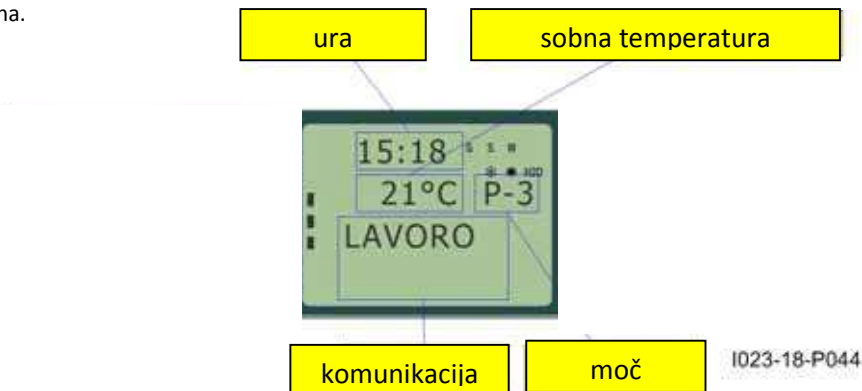 na.
ura
sobna temperatura
15:18
21°C P-3
LAVORO
komunikacija
moč
I023-18-P044